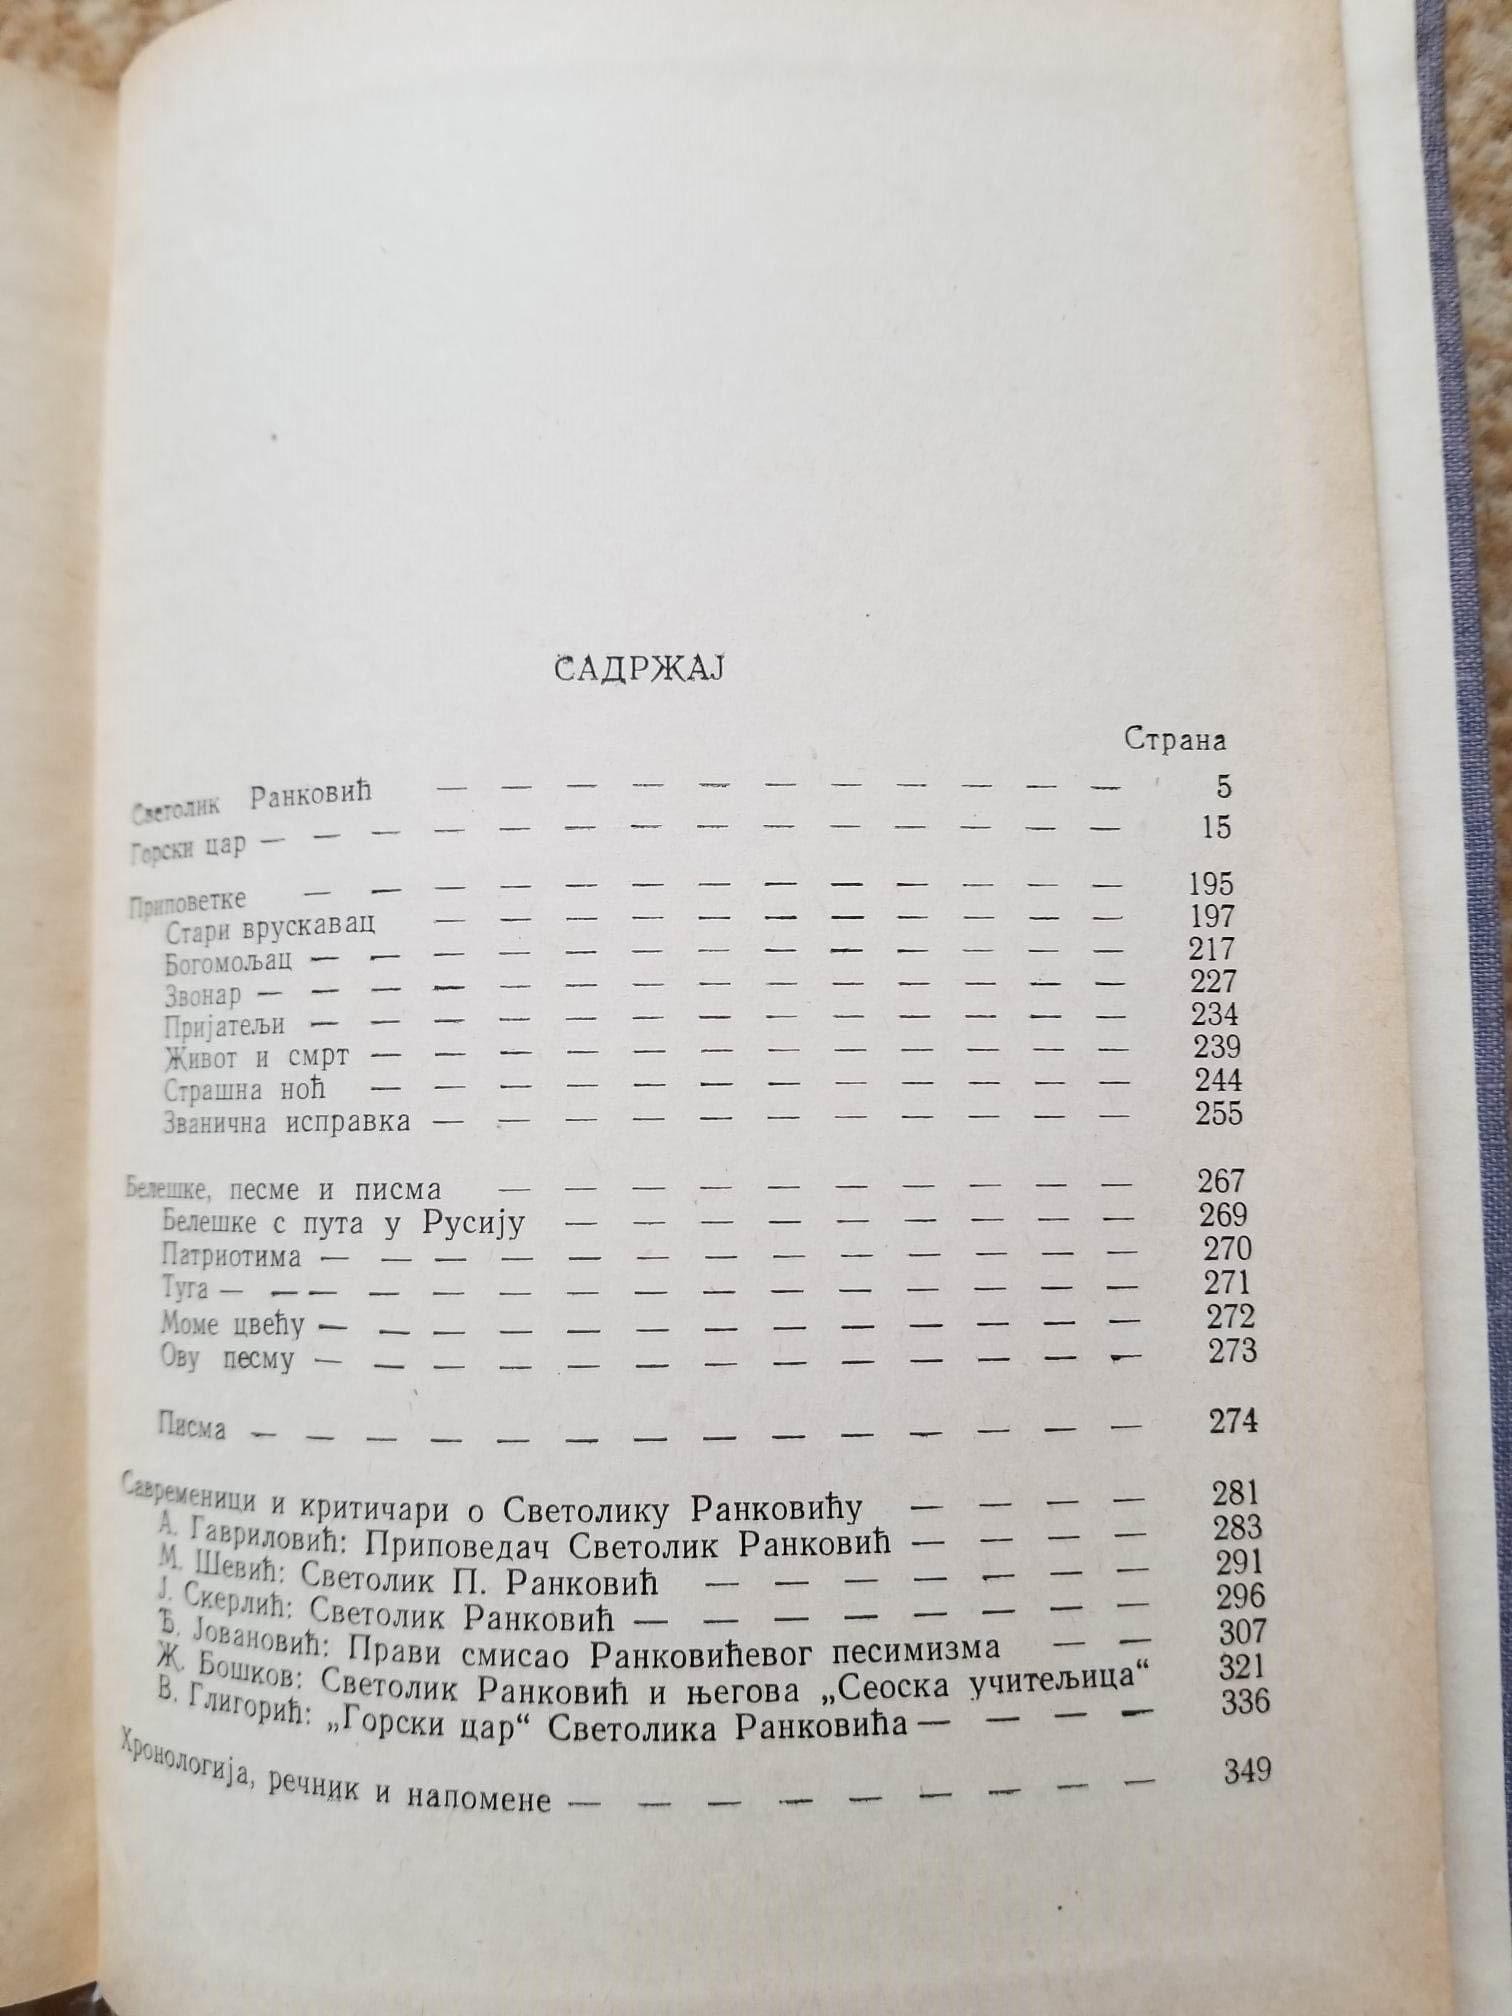 САДРЖАЈ
Страна
Светолик Ранковић — — — — — — — — — — — 5
Горски цар — — — — — — — — — — — — — — 15
Приповетке — — — — — — — — — — — — — 195
Стари врускавац — — — — — — — — — — — 197
Богомољац — — — — — — — — — — — — — 217
Звонар — — — — — — — — — — — — — — 227
Пријатељи — — — — — — — — — — — — — 234
Живот и смрт — — — — — — — — — — — — 239
Страшна ноћ — — — — — — — — — — — — 244
Званична исправка — — — — — — — — — — — 255
Белешке, песме и писма — — — — — — — — — — 267
Белешке с пута у Русију — — — — — — — — — 269
Патриотима — — — — — — — — — — — — — 270
Туга — — — — — — — — — — — — — — — 271
Моме цвећу — — — — — — — — — — — — — 272
Ову песму — — — — — — — — — — — — — 273
Писма — — — — — — — — — — — — — — 274
Савременици и критичари о Светолику Ранковићу — — — — 281
А. Гавриловић: Приповедач Светолик Ранковић — — — — 283
М. Шевић: Светолик П. Ранковић — — — — — — — 291
Ј. Скерлић: Светолик Ранковић — — — — — — — — 296
Ђ. Јовановић: Прави смисао Ранковићевог песимизма — — 307
Ж. Бошков: Светолик Ранковић и његова „Сеоска учитељица“ 321
В. Глигорић: „Горски цар“ Светолика Ранковића — — — — 336
Хронологија, речник и напомене — — — — — — — — — 349